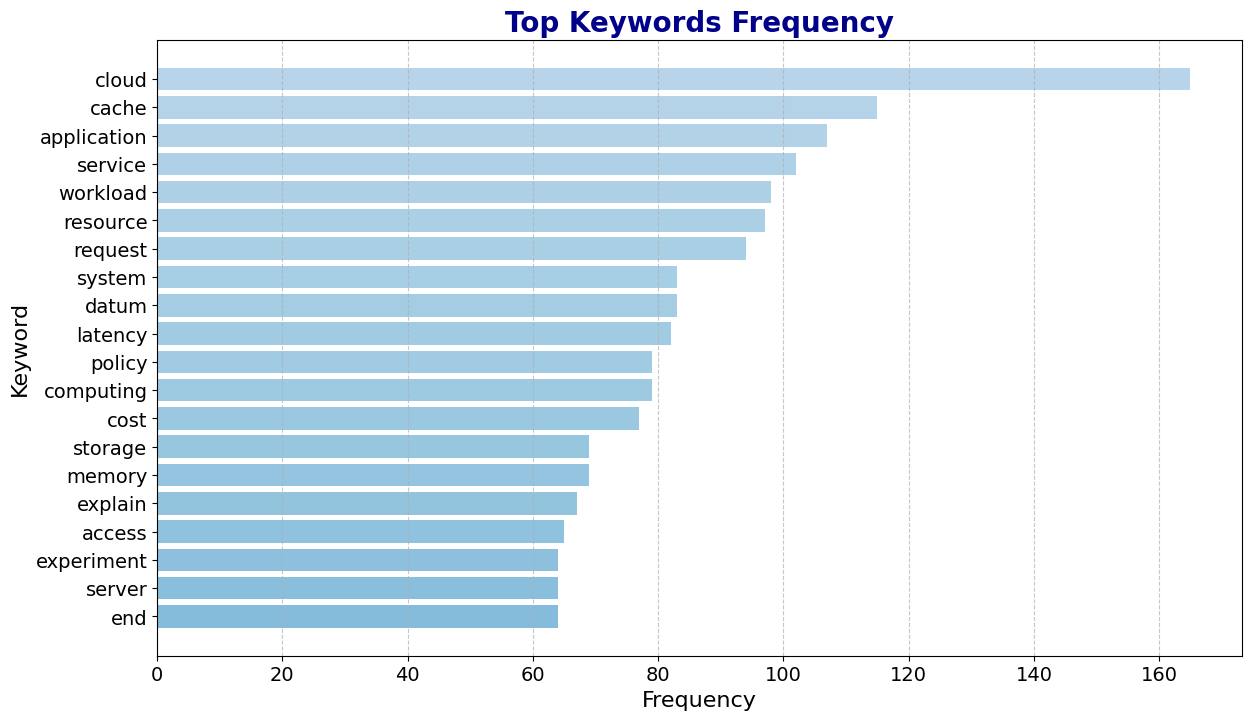 Top Keywords Frequency
Keyword
cloud
cache
application
service
workload
resource
request
system
datum
latency
policy
computing
cost
storage
memory
explain
access
experiment
server
end
0 20 40 60 80 100 120 140 160
Frequency